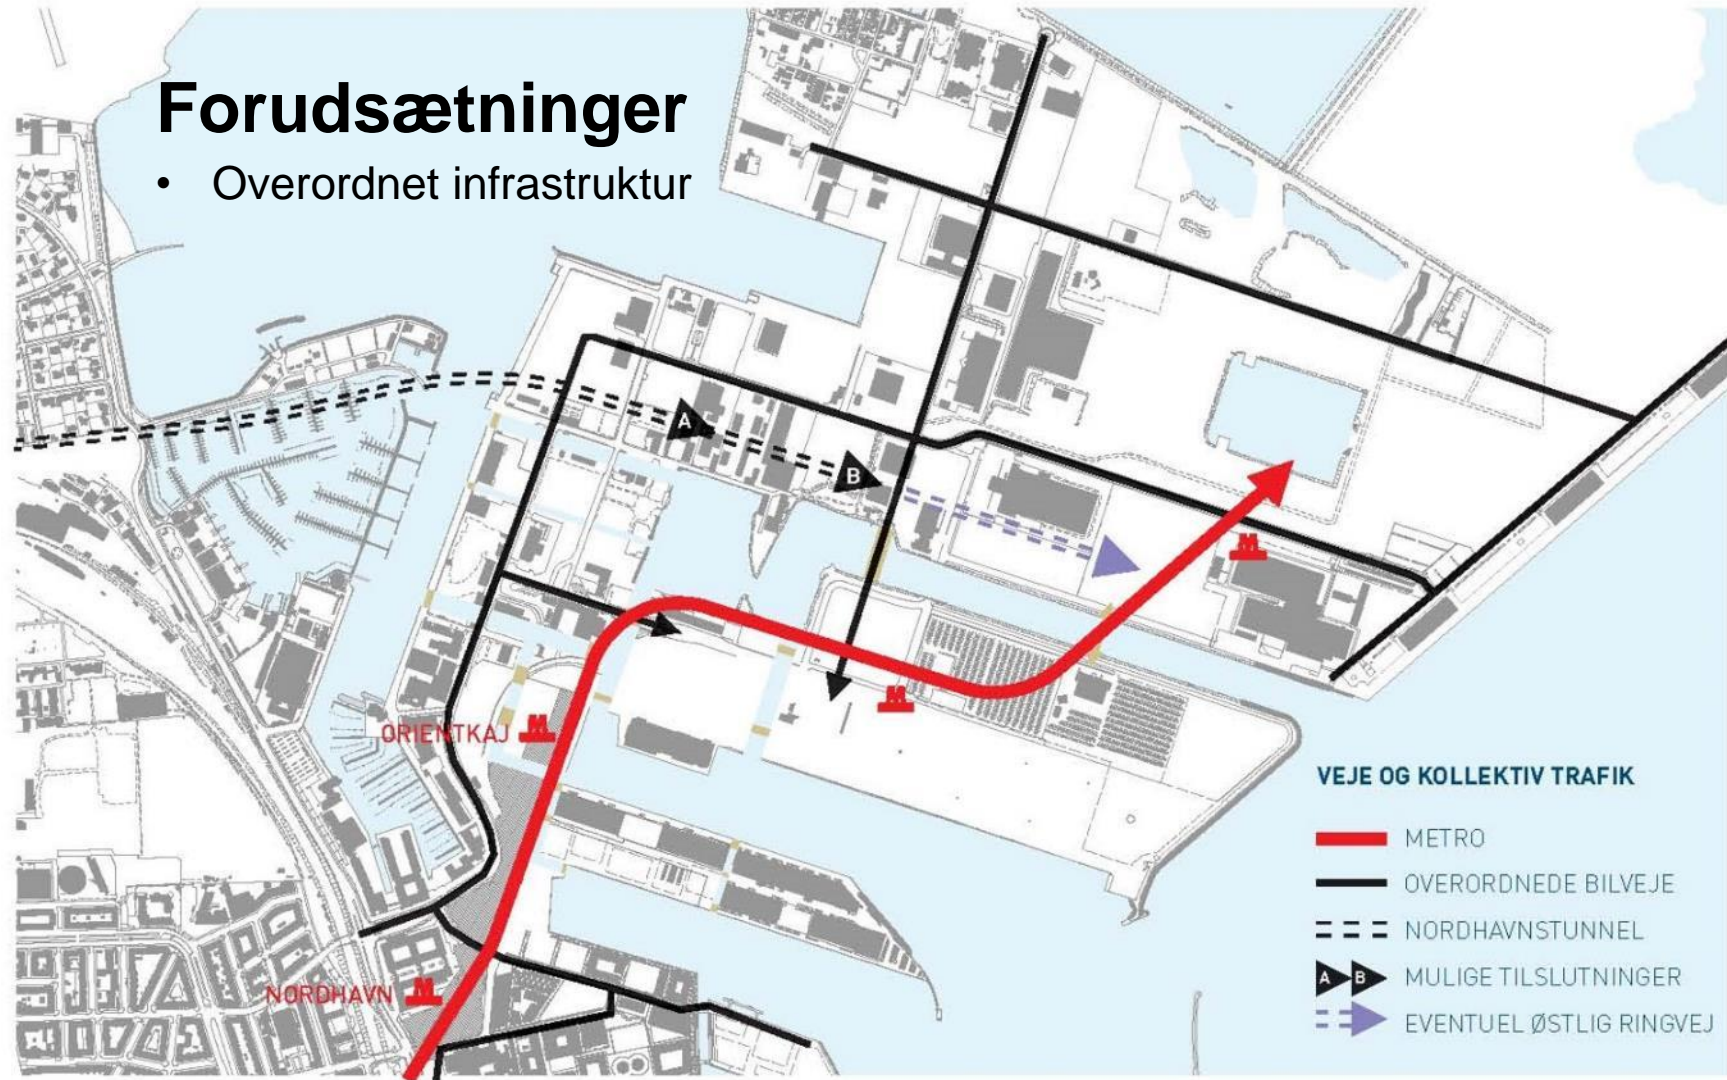 Forudsætninger
• Overordnet infrastruktur
A
B
M
M
ORIENTKAJ M
NORDHAVN M
VEJE OG KOLLEKTIV TRAFIK
METRO
OVERORDNEDE BILVEJE
NORDHAVNSTUNNEL
A B MULIGE TILSLUTNINGER
EVENTUEL ØSTLIG RINGVEJ